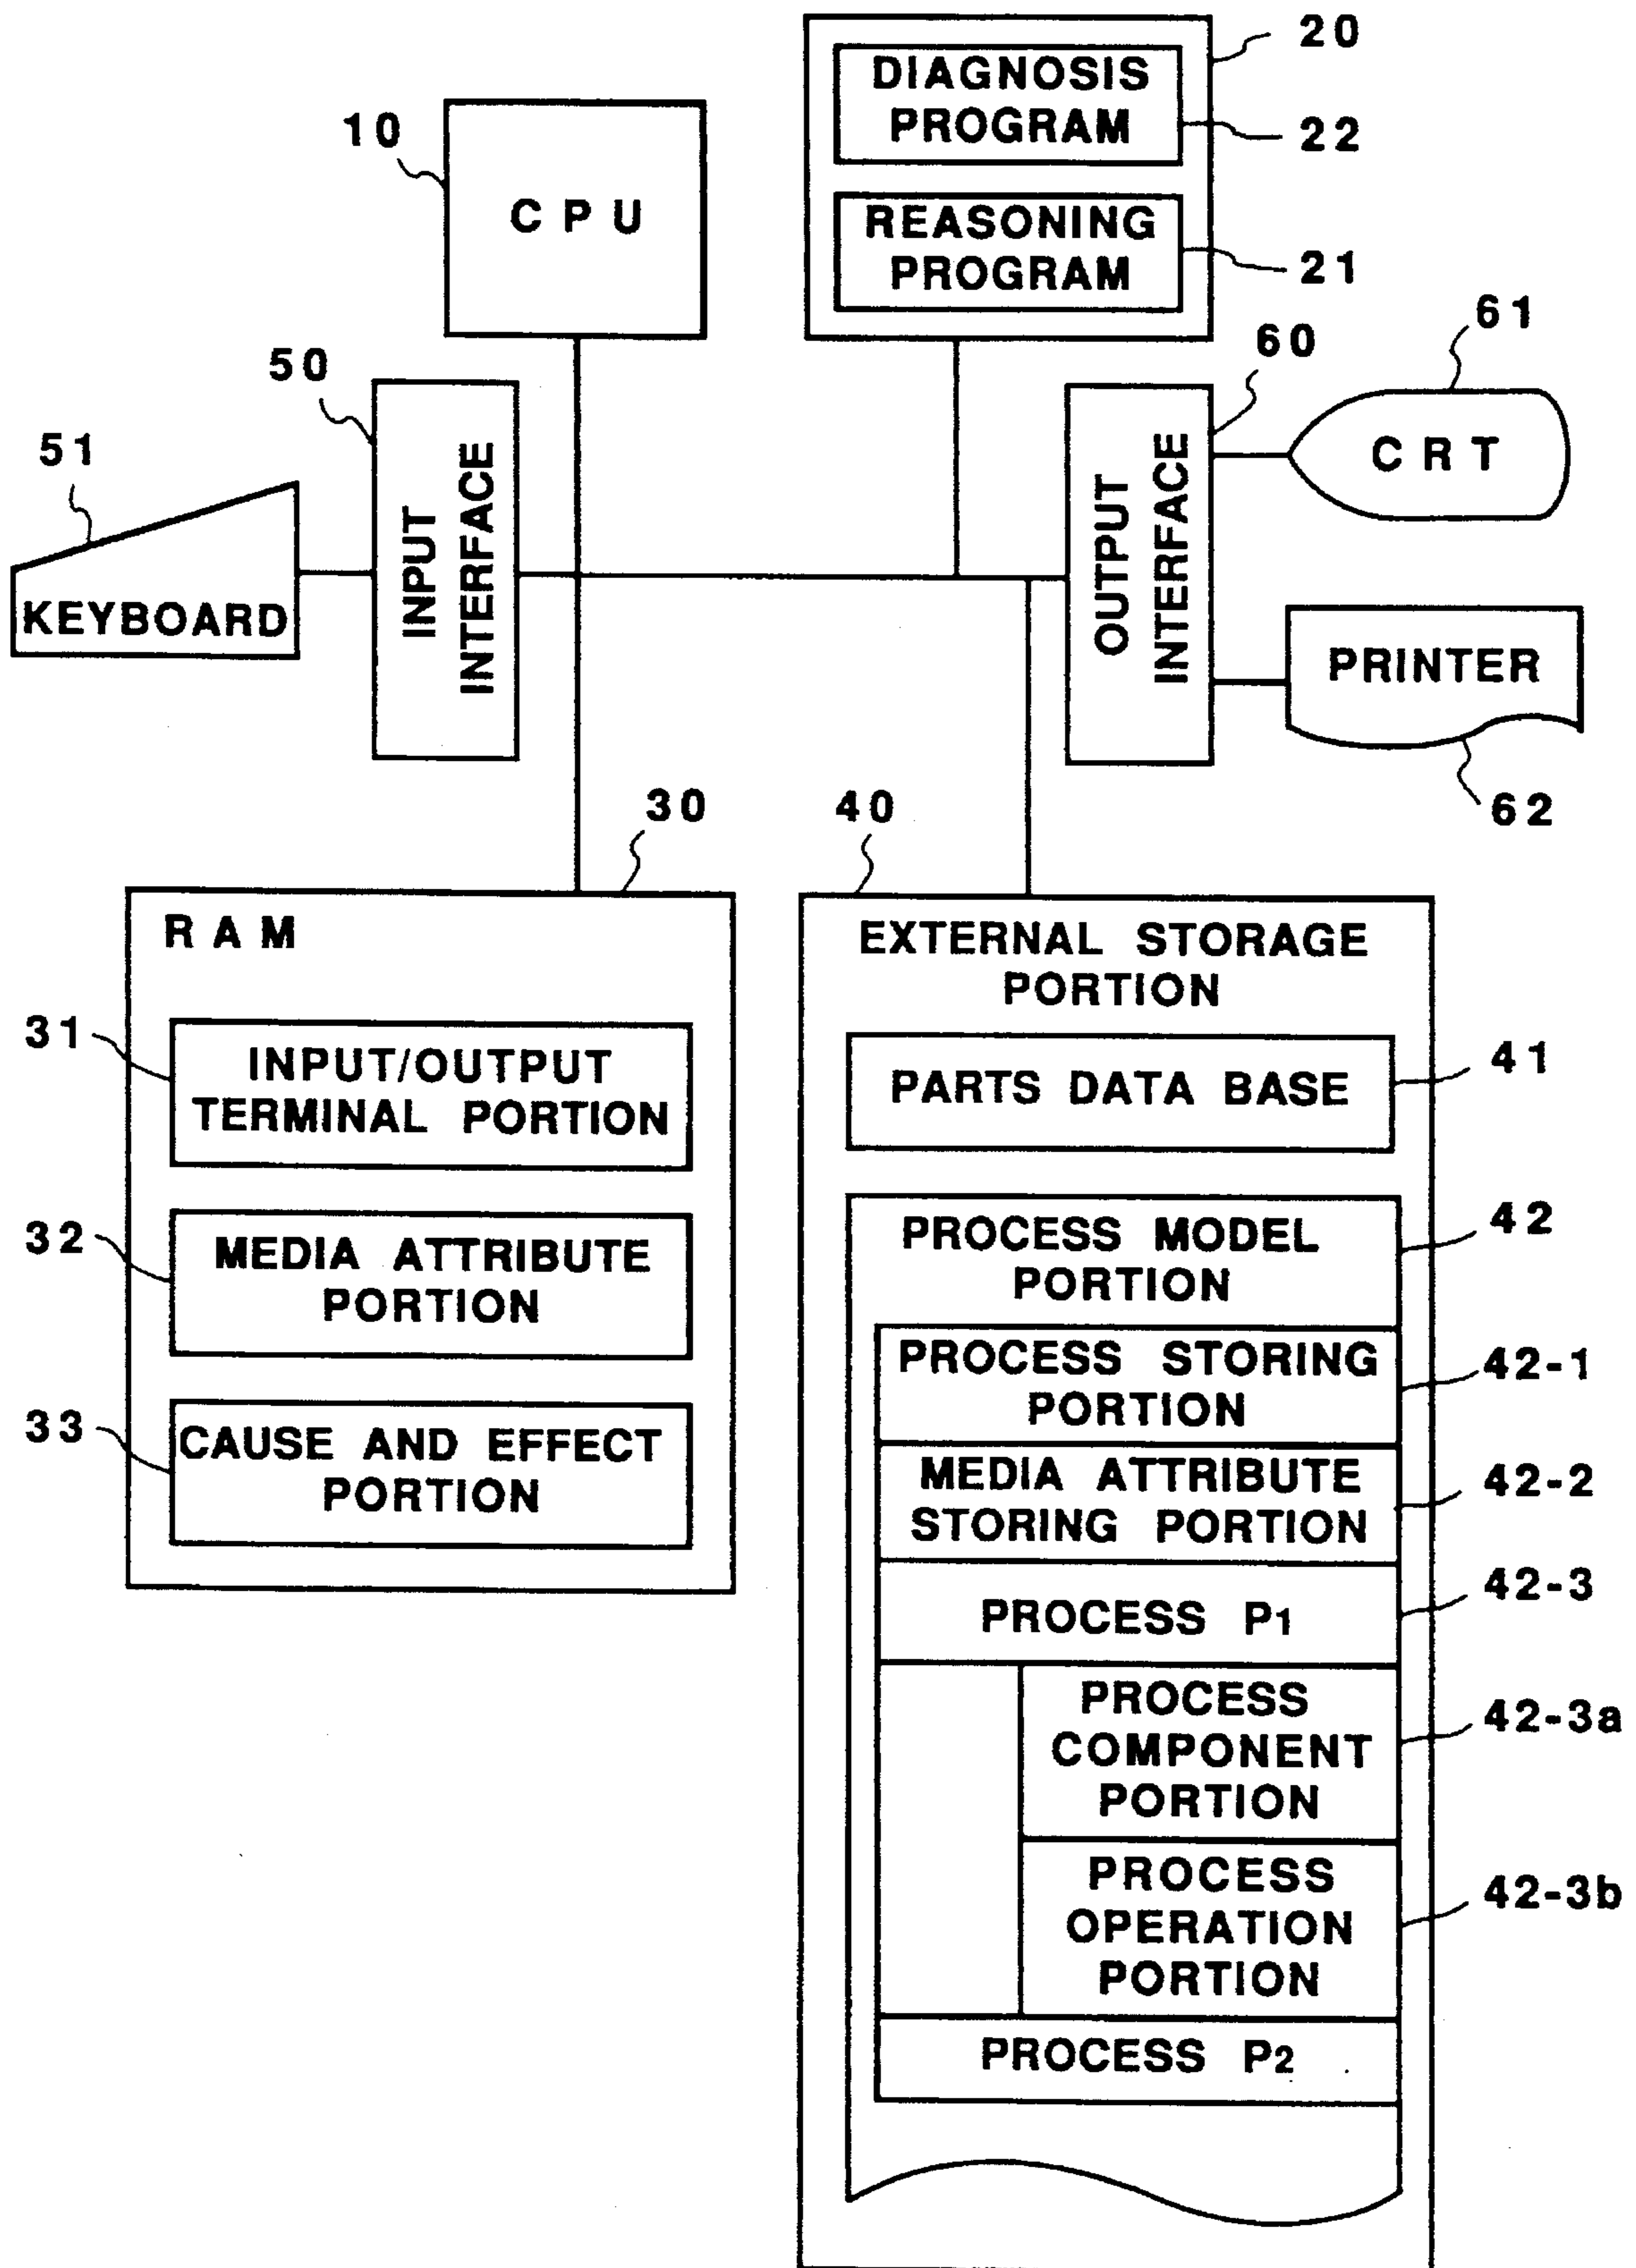 20
DIAGNOSIS
PROGRAM
22
10
C P U
REASONING
PROGRAM
21
61
60
50
C R T
51
INPUT
INTERFACE
OUTPUT
INTERFACE
KEYBOARD
PRINTER
62
30
40
R A M
EXTERNAL STORAGE
PORTION
31
INPUT/OUTPUT
TERMINAL PORTION
41
PARTS DATA BASE
32
MEDIA ATTRIBUTE
PORTION
42
PROCESS MODEL
PORTION
PROCESS STORING
PORTION
42-1
33
CAUSE AND EFFECT
PORTION
MEDIA ATTRIBUTE
STORING PORTION
42-2
42-3
PROCESS P1
PROCESS
COMPONENT
PORTION
42-3a
PROCESS
OPERATION
PORTION
42-3b
PROCESS P2